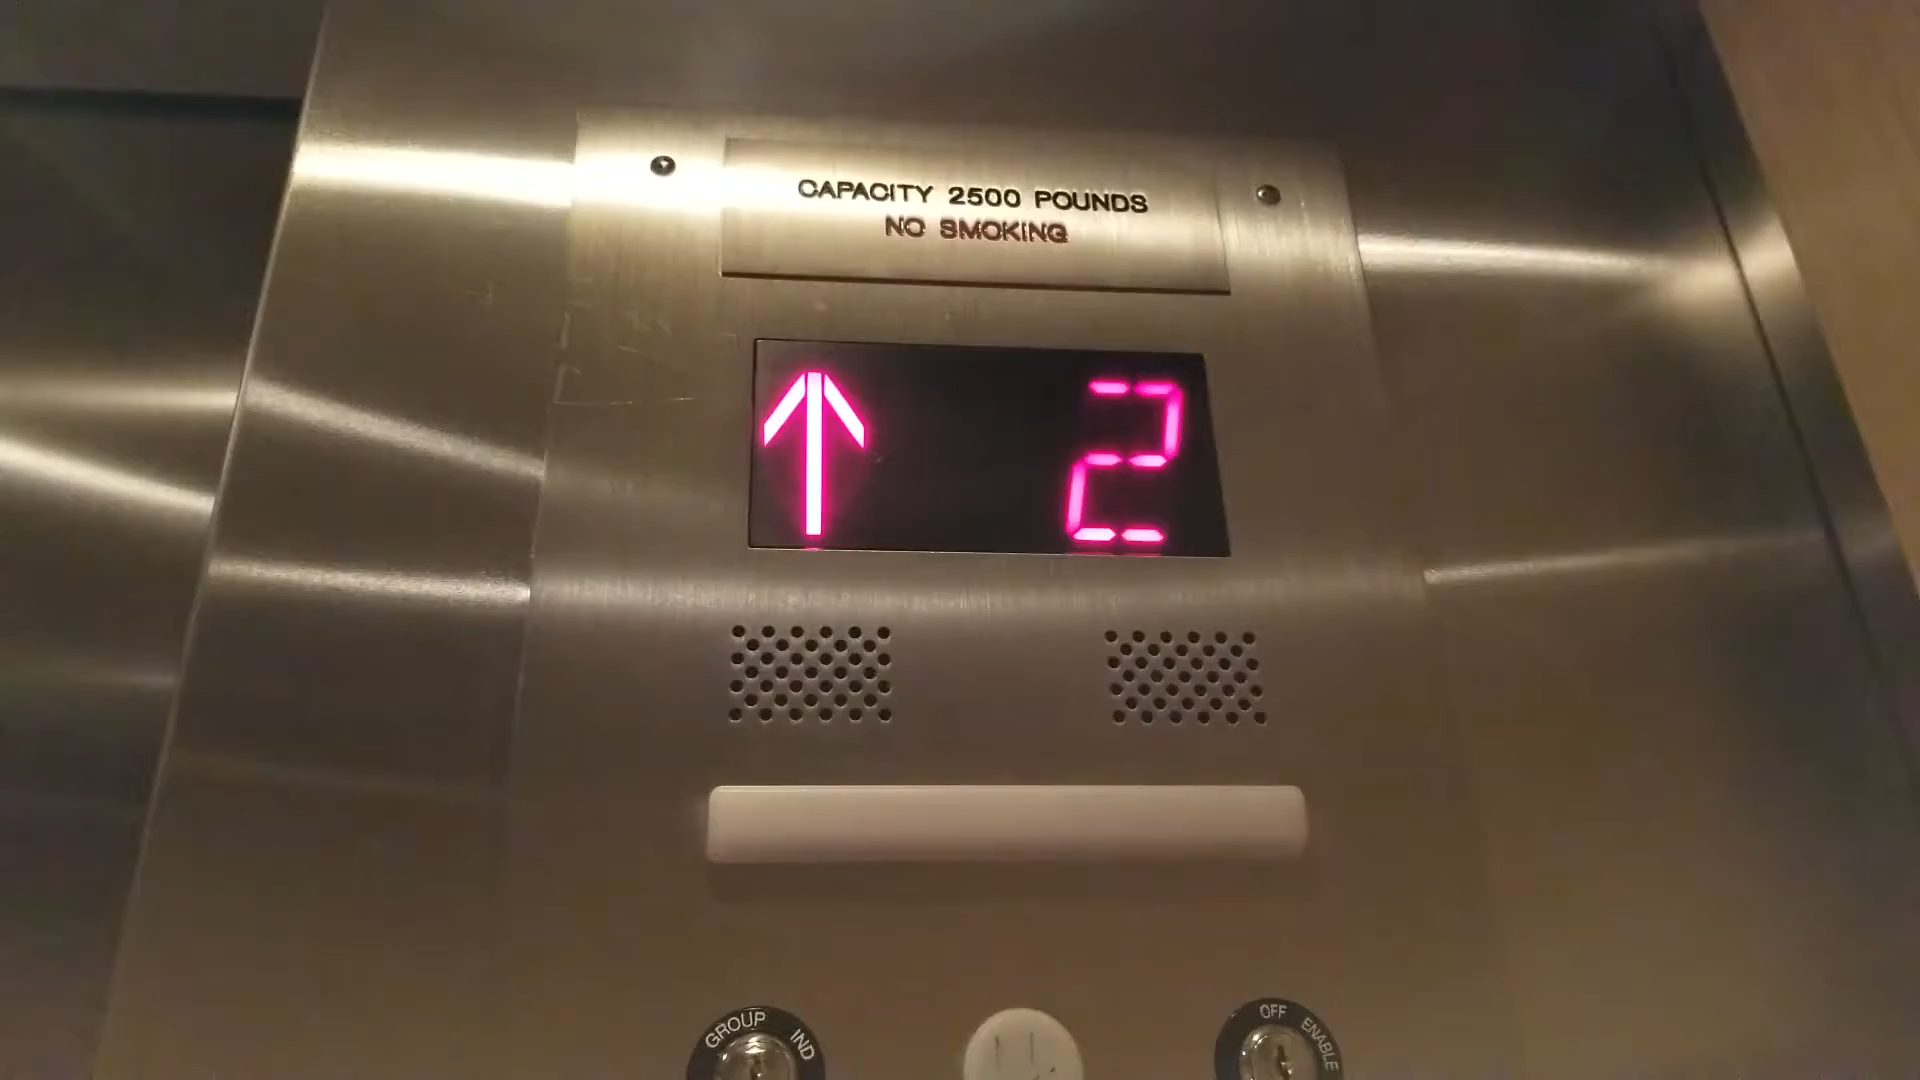 CAPACITY 2500 POUNDS
NO SMOKING
2
GROUP IND
OFF ENABLE